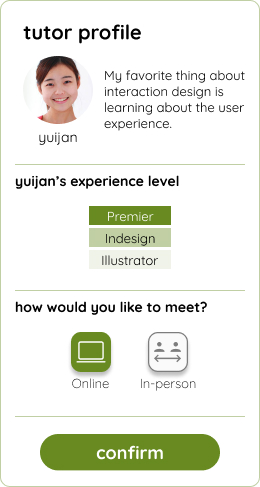 tutor profile
My favorite thing about
interaction design is
learning about the user
experience.
yuijan
yuijan's experience level
Premier
Indesign
Illustrator
how would you like to meet?
Online
In-person
confirm